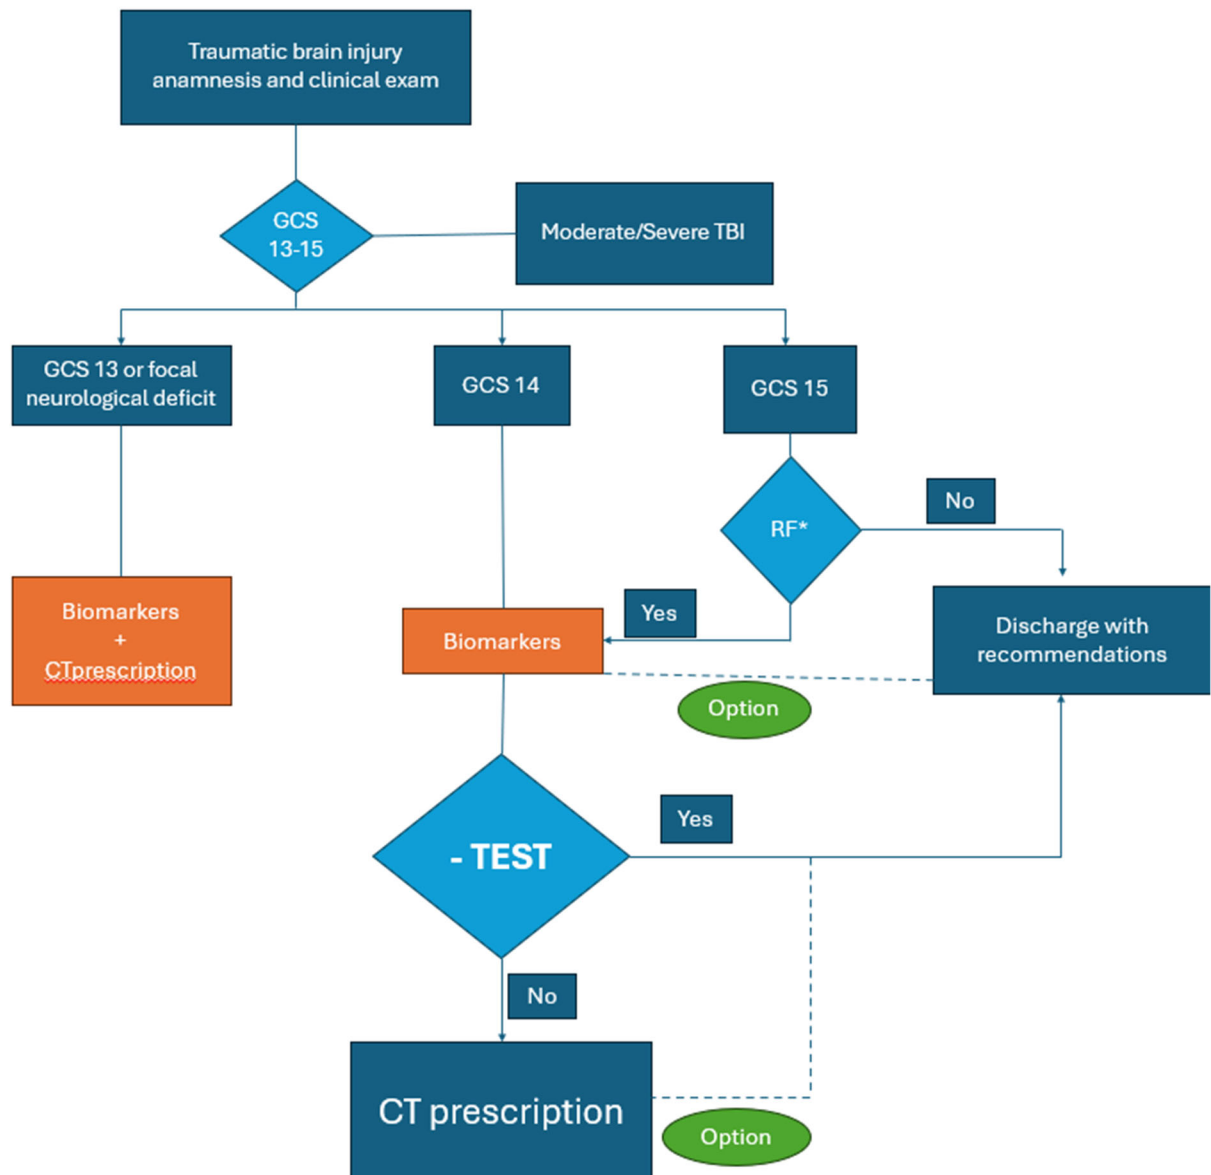 Traumatic brain injury
anamnesis and clinical exam
GCS
13-15
Moderate/Severe TBI
GCS 13 or focal
neurological deficit
GCS 14
GCS 15
RF*
No
Yes
Biomarkers
+
CTprescription
Biomarkers
Discharge with
recommendations
Option
- TEST
Yes
No
CT prescription
Option